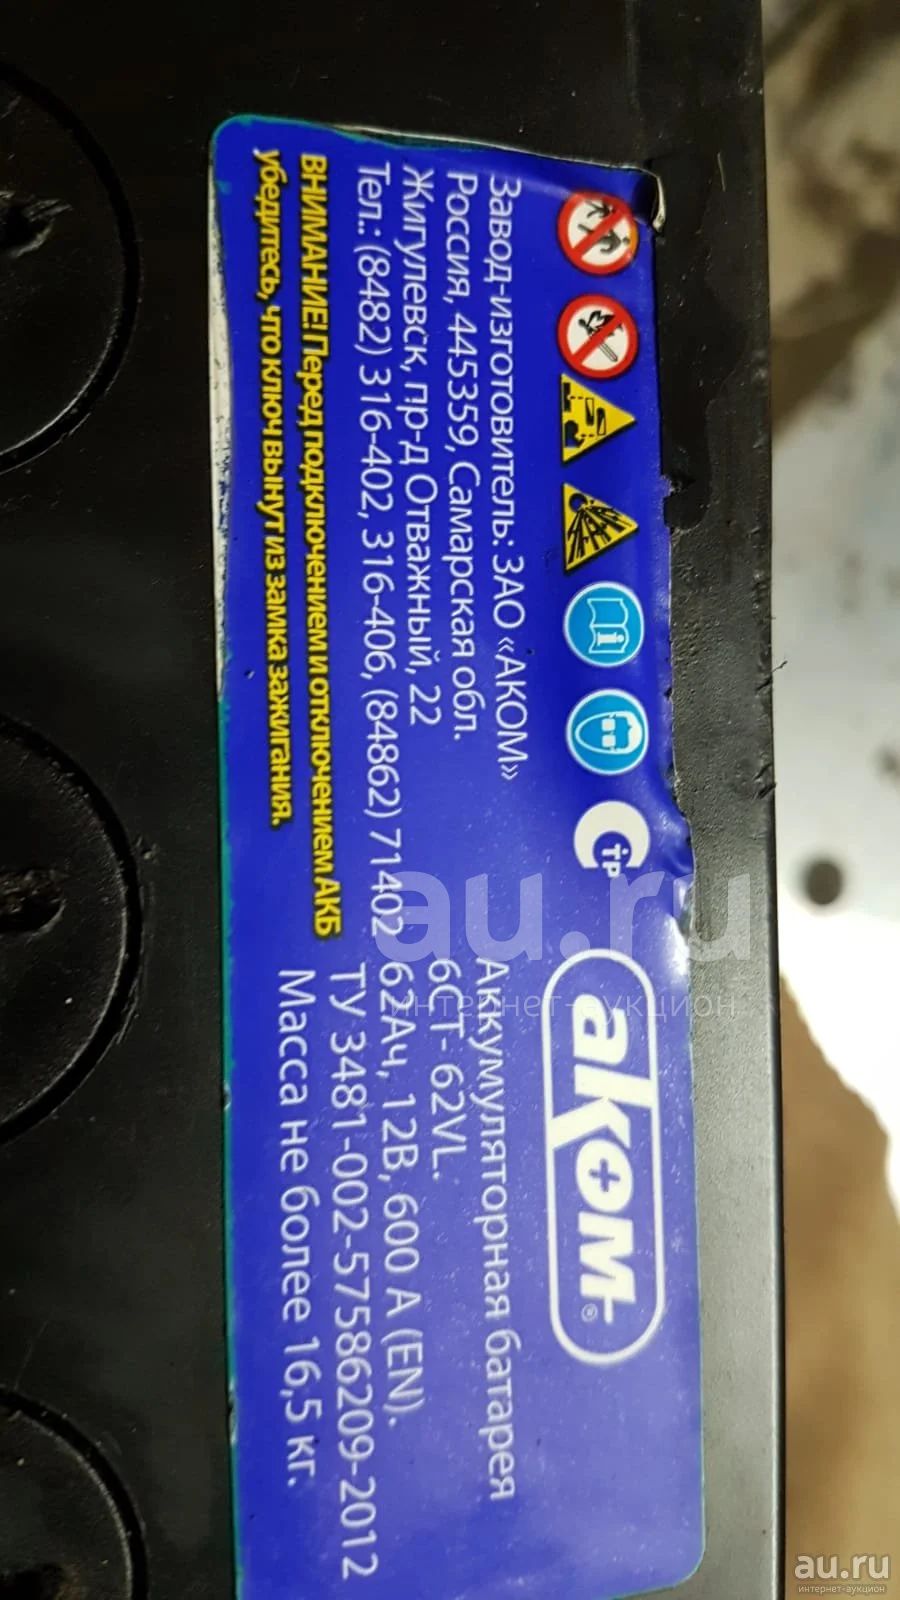 Завод-изготовитель: ЗАО «АКОМ»
Россия, 445359, Самарская обл.
Жигулевск, пр-д Отважный, 22
Тел.: (8482) 316-402, 316-406, (84862) 71402
ВНИМАНИЕ! Перед подключением и отключением АКБ
убедитесь, что ключ вынут из замка зажигания.
тр
аком®
Аккумуляторная батарея
6СТ- 62VL.
62Ач, 12В, 600 А (EN).
ТУ 3481-002-57586209-2012
Масса не более 16,5 кг.
au.ru
интернет-аукцион
au.ru
интернет-аукцион